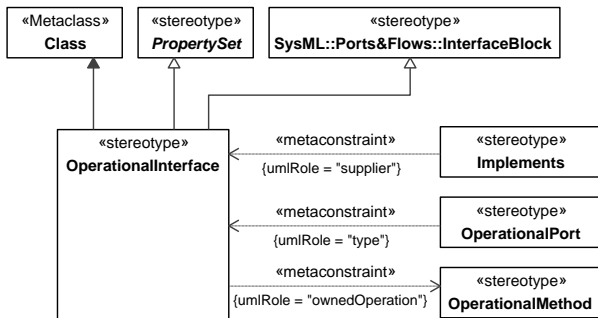 «Metaclass»
Class
«stereotype»
PropertySet
«stereotype»
SysML::Ports&Flows::InterfaceBlock
«stereotype»
OperationalInterface
«metaconstraint»
{umlRole = "supplier"}
«stereotype»
Implements
«metaconstraint»
{umlRole = "type"}
«stereotype»
OperationalPort
«metaconstraint»
{umlRole = "ownedOperation"}
«stereotype»
OperationalMethod